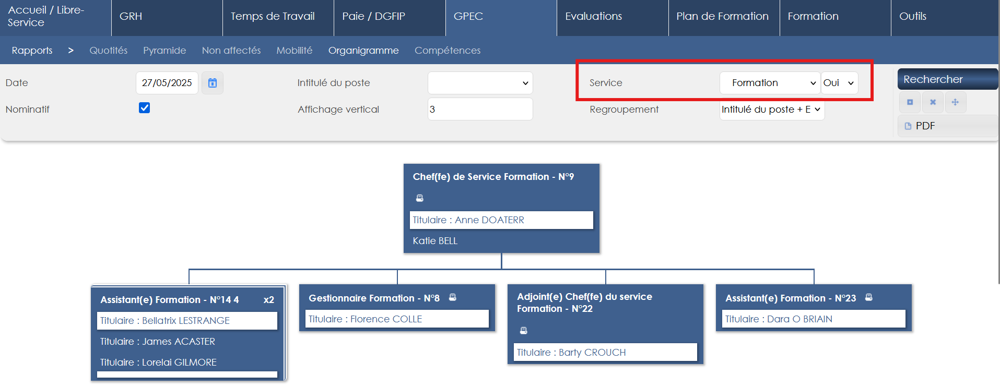 Accueil / Libre-
Service
GRH
Temps de Travail
Paie / DGFIP
GPEC
Evaluations
Plan de Formation
Formation
Outils
Rapports > Quotités Pyramide Non affectés Mobilité Organigramme Compétences
Date 27/05/2025
Intitulé du poste
Service Formation Oui
Rechercher
Nominatif
Affichage vertical 3
Regroupement Intitulé du poste + E
PDF
Chef(fe) de Service Formation - N°9
Titulaire : Anne DOATERR
Katie BELL
Assistant(e) Formation - N°14 4 x2
Titulaire : Bellatrix LESTRANGE
Titulaire : James ACASTER
Titulaire : Lorelai GILMORE
Gestionnaire Formation - N°8
Titulaire : Florence COLLE
Adjoint(e) Chef(fe) du service
Formation - N°22
Titulaire : Barty CROUCH
Assistant(e) Formation - N°23
Titulaire : Dara O BRIAIN